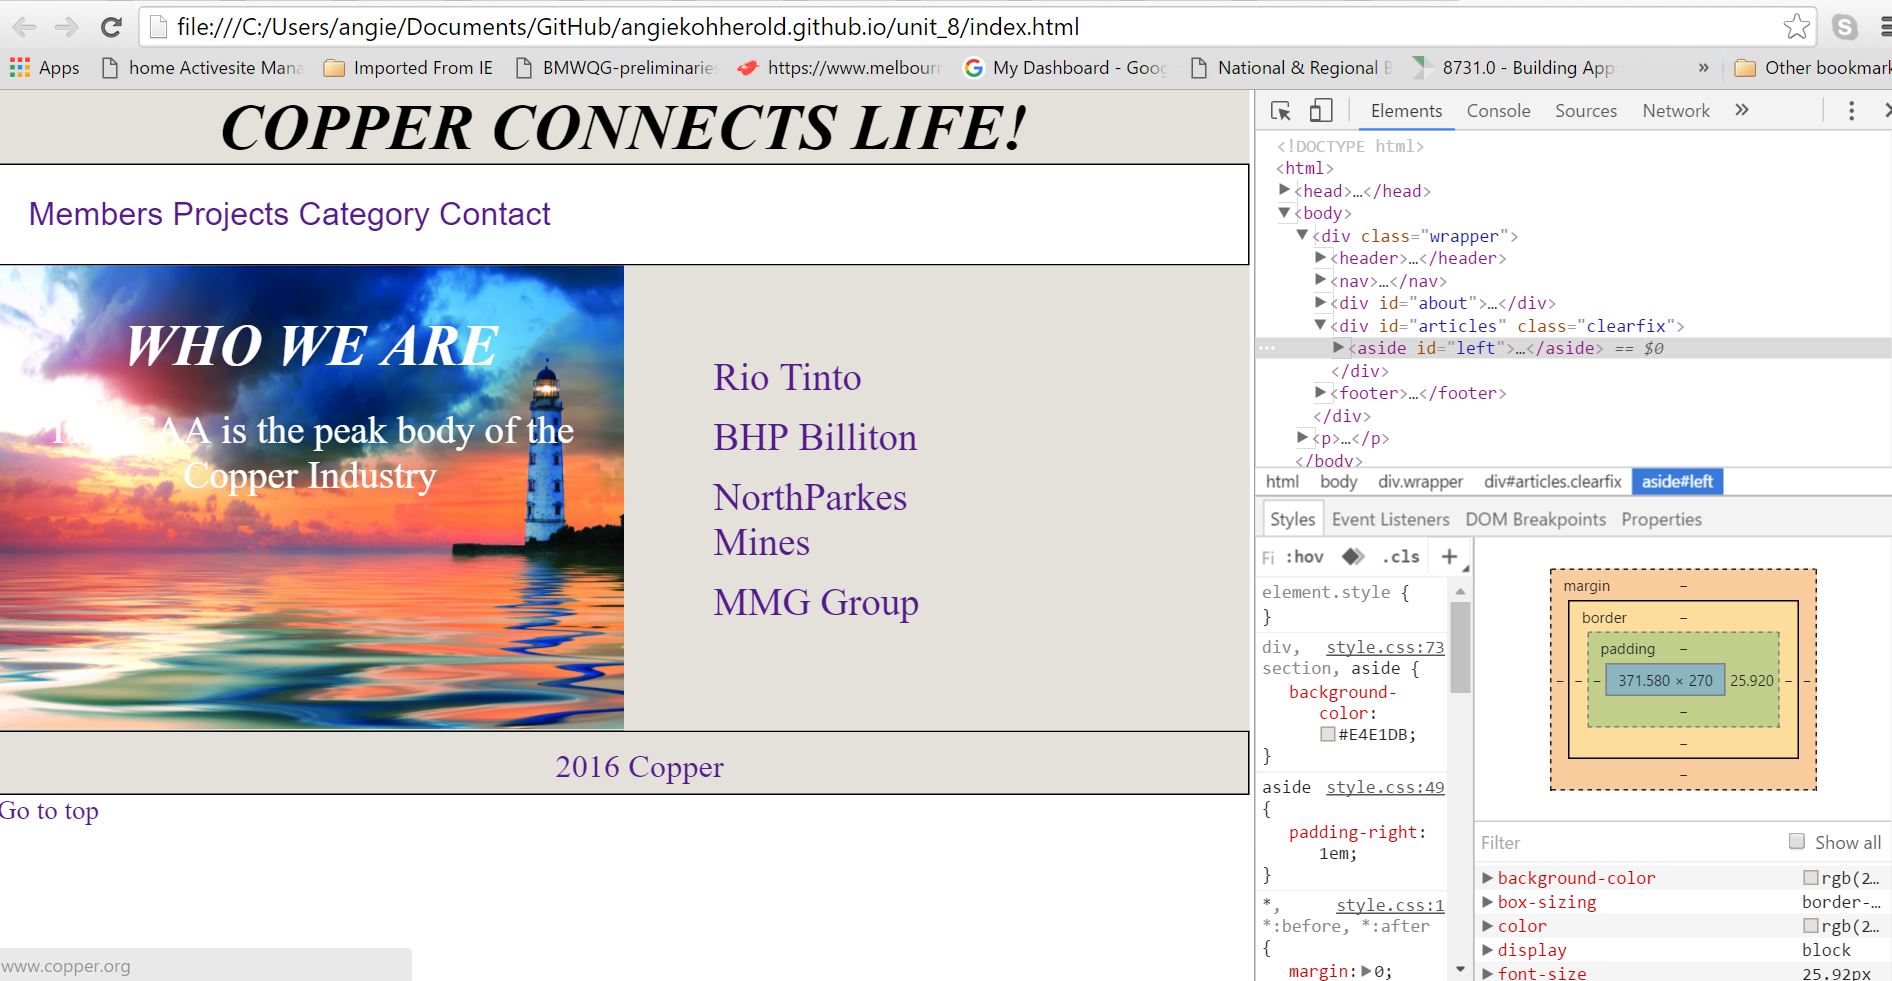 file:///C:/Users/angie/Documents/GitHub/angiekohherold.github.io/unit_8/index.html
Apps home Activesite Mana Imported From IE BMWQG-preliminarie https://www.melbourn My Dashboard - Goog National & Regional 8731.0 - Building App » Other bookmark
COPPER CONNECTS LIFE!
Members Projects Category Contact
WHO WE ARE
is the peak body of the
Copper Industry
Rio Tinto
BHP Billiton
NorthParkes
Mines
MMG Group
2016 Copper
Go to top
www.copper.org
Elements Console Sources Network »
<!DOCTYPE html>
<html>
<head>…</head>
<body>
<div class="wrapper">
<header>…</header>
<nav>…</nav>
<div id="about">…</div>
<div id="articles" class="clearfix">
<aside id="left">…</aside> == $0
</div>
<footer>…</footer>
</div>
<p>…</p>
</body>
html body div.wrapper div#articles.clearfix aside#left
Styles Event Listeners DOM Breakpoints Properties
Fi :hov .cls +
element.style {
}
div, style.css:73
section, aside {
background-
color:
#E4E1DB;
}
aside style.css:49
{
padding-right:
1em;
}
*, style.css:1
*:before, *:after
{
margin: 0;
margin –
border –
padding –
– – – 371.580 × 270 25.920 – –
–
–
–
Filter Show all
background-color rgb(2…
box-sizing border-…
color rgb(2…
display block
font-size 25.92px